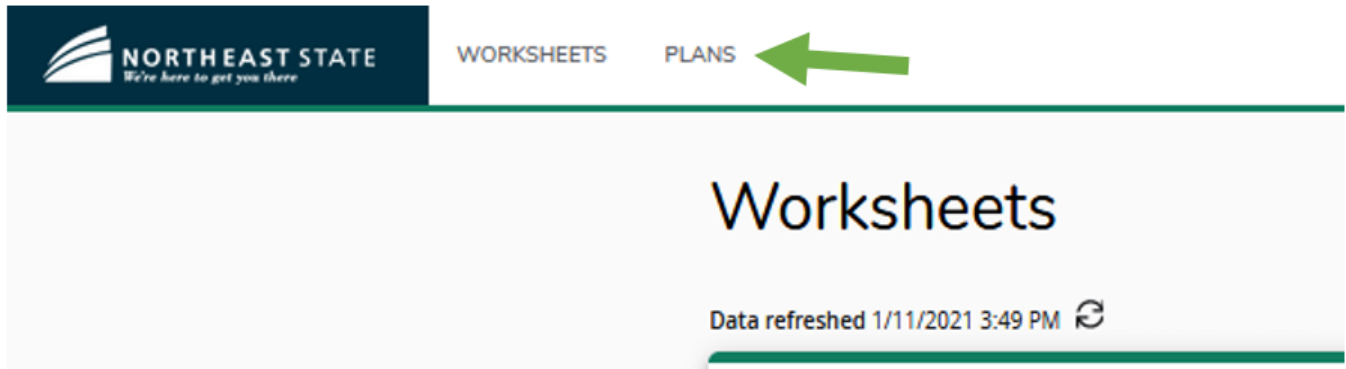 NORTHEAST STATE
We're here to get you there
WORKSHEETS PLANS
Worksheets
Data refreshed 1/11/2021 3:49 PM